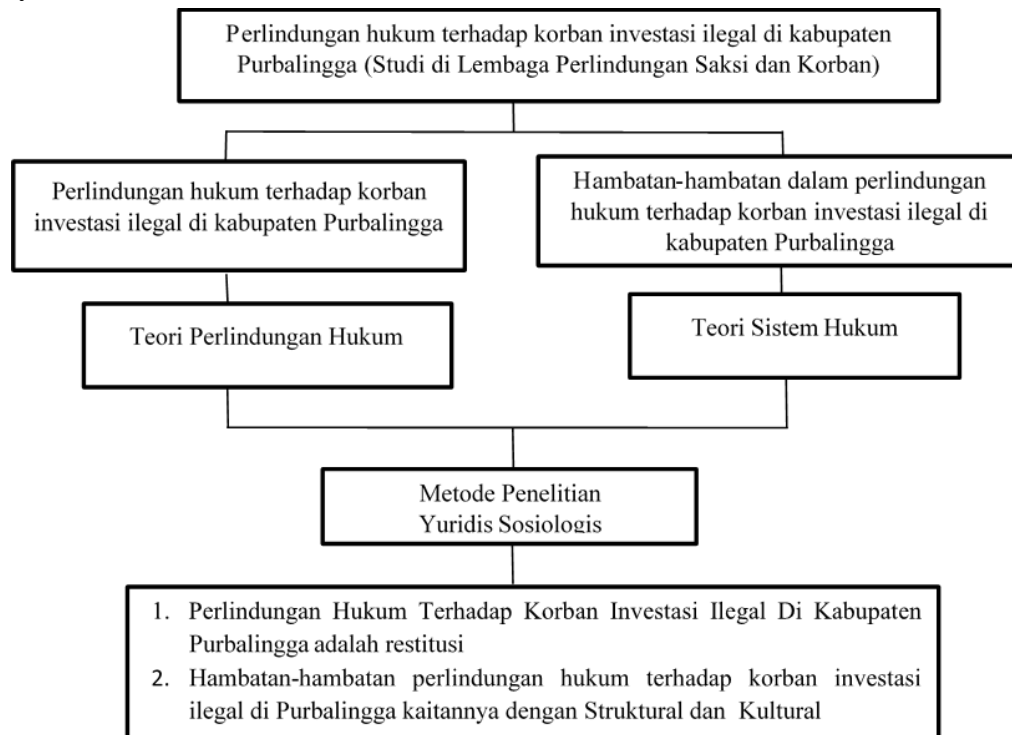 Perlindungan hukum terhadap korban investasi ilegal di kabupaten
Purbalingga (Studi di Lembaga Perlindungan Saksi dan Korban)
Perlindungan hukum terhadap korban
investasi ilegal di kabupaten Purbalingga
Hambatan-hambatan dalam perlindungan
hukum terhadap korban investasi ilegal di
kabupaten Purbalingga
Teori Perlindungan Hukum
Teori Sistem Hukum
Metode Penelitian
Yuridis Sosiologis
1. Perlindungan Hukum Terhadap Korban Investasi Ilegal Di Kabupaten
Purbalingga adalah restitusi
2. Hambatan-hambatan perlindungan hukum terhadap korban investasi
ilegal di Purbalingga kaitannya dengan Struktural dan Kultural